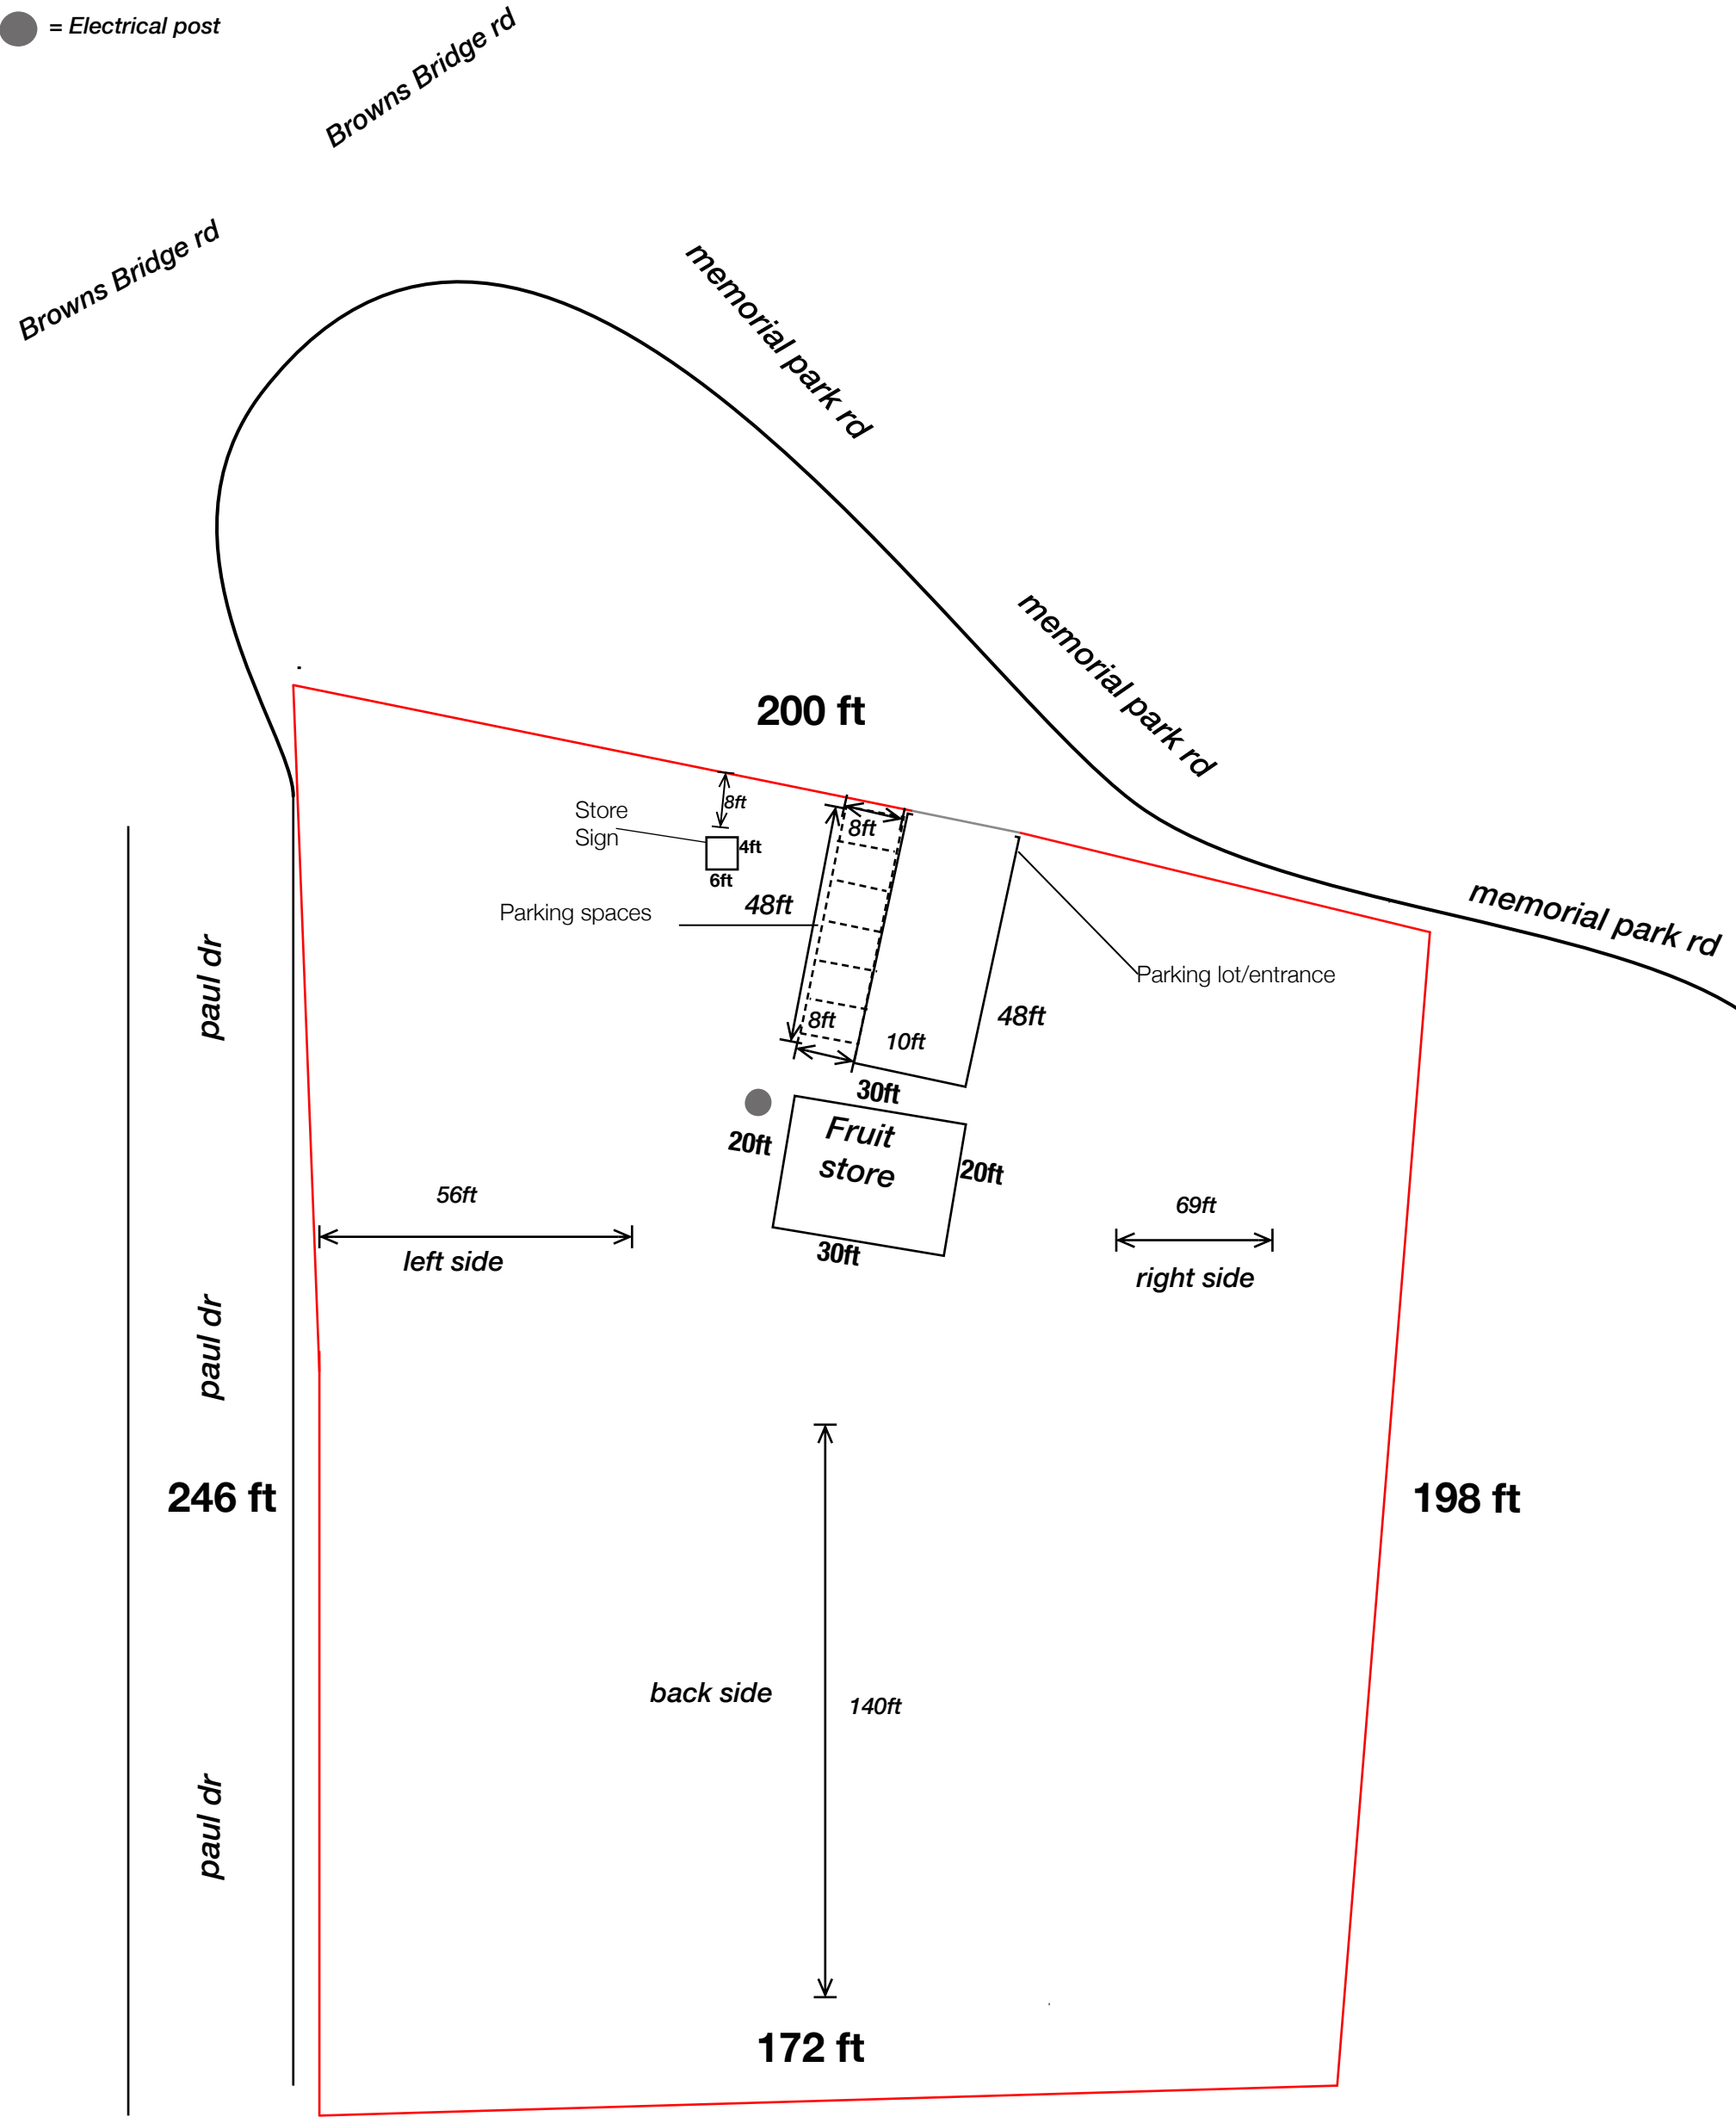 = Electrical post
Browns Bridge rd
Browns Bridge rd
memorial park rd
memorial park rd
memorial park rd
200 ft
8ft
Store
Sign
4ft
6ft
8ft
48ft
Parking spaces
Parking lot/entrance
48ft
8ft
10ft
30ft
Fruit
store
20ft
20ft
30ft
56ft
left side
69ft
right side
paul dr
paul dr
246 ft
198 ft
back side
140ft
paul dr
172 ft